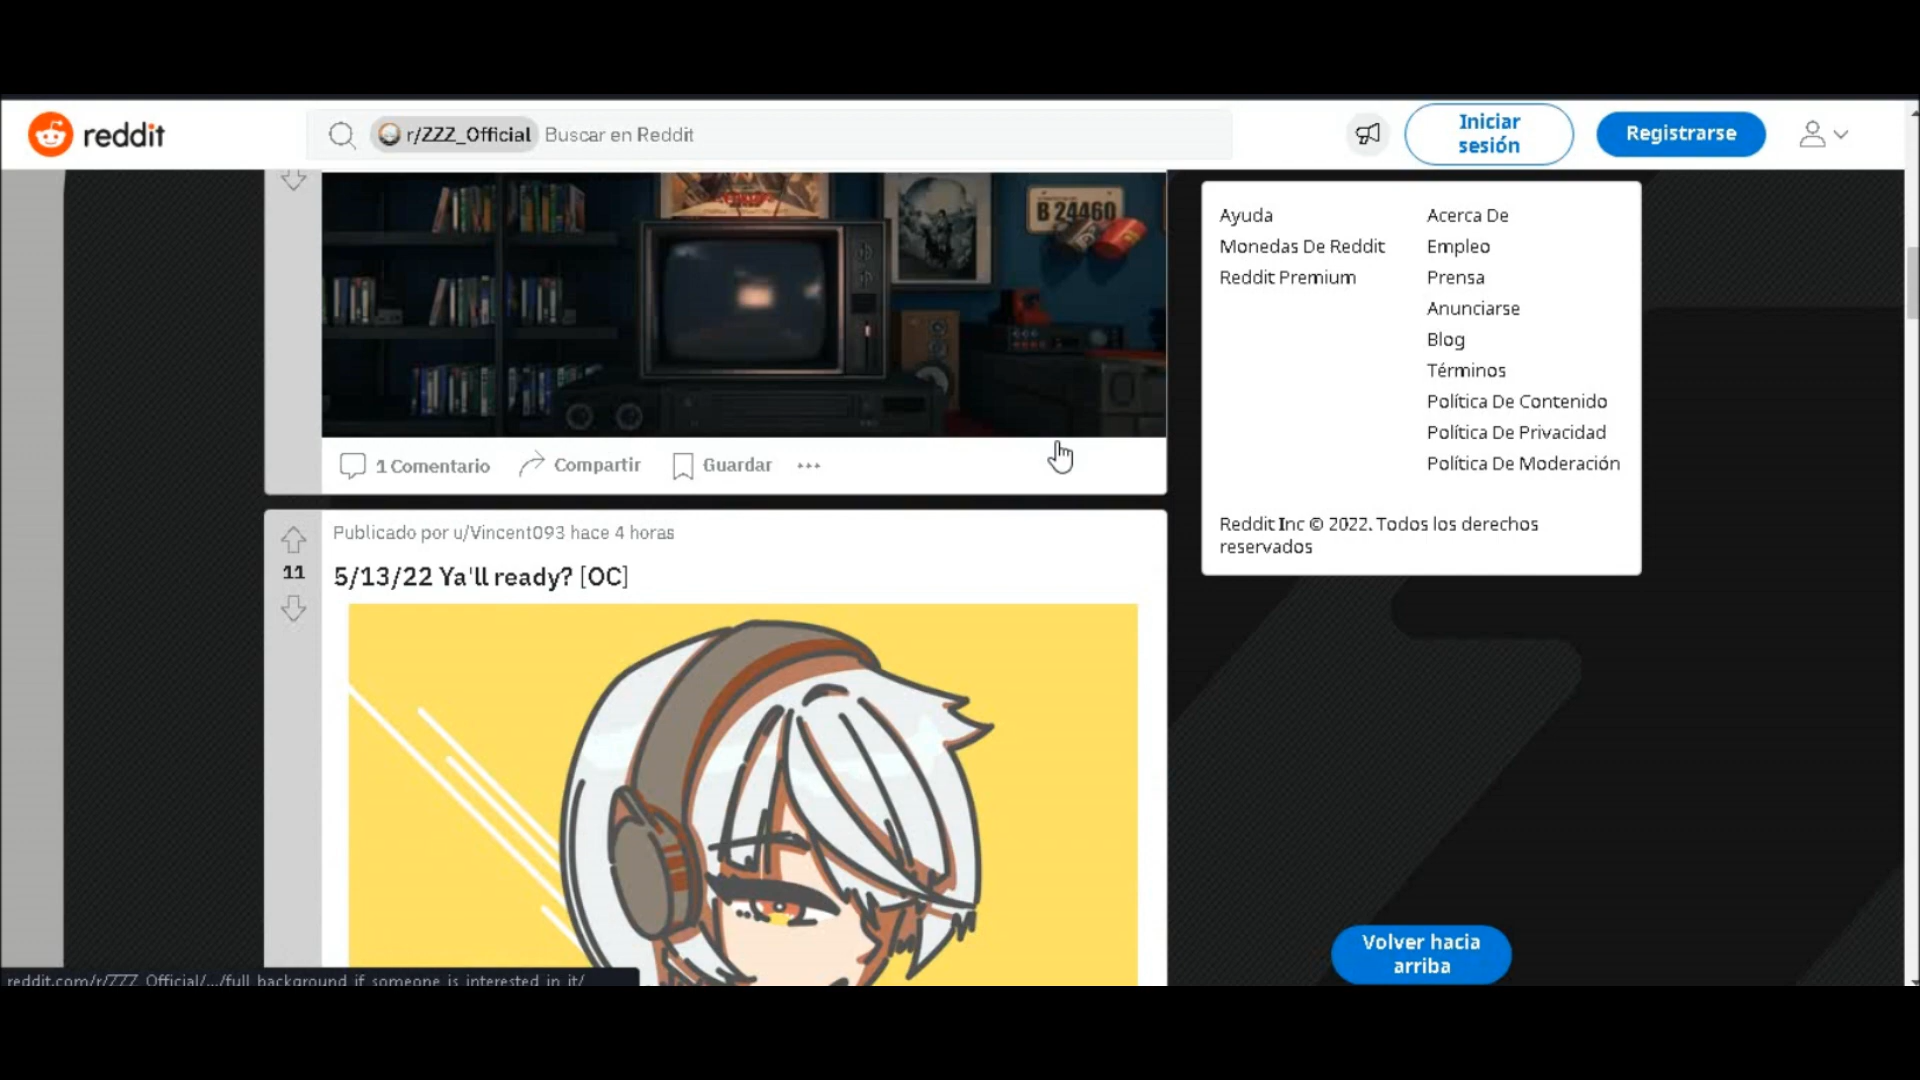 reddit
r/ZZZ_Official Buscar en Reddit
Iniciar
sesión
Registrarse
B 24460
1 Comentario
Compartir
Guardar
Publicado por u/Vincent093 hace 4 horas
11
5/13/22 Ya'll ready? [OC]
Ayuda
Monedas De Reddit
Reddit Premium
Acerca De
Empleo
Prensa
Anunciarse
Blog
Términos
Política De Contenido
Política De Privacidad
Política De Moderación
Reddit Inc © 2022. Todos los derechos
reservados
Volver hacia
arriba
reddit.com/r/ZZZ_Official/.../full_background_if_someone_is_interested_in_it/